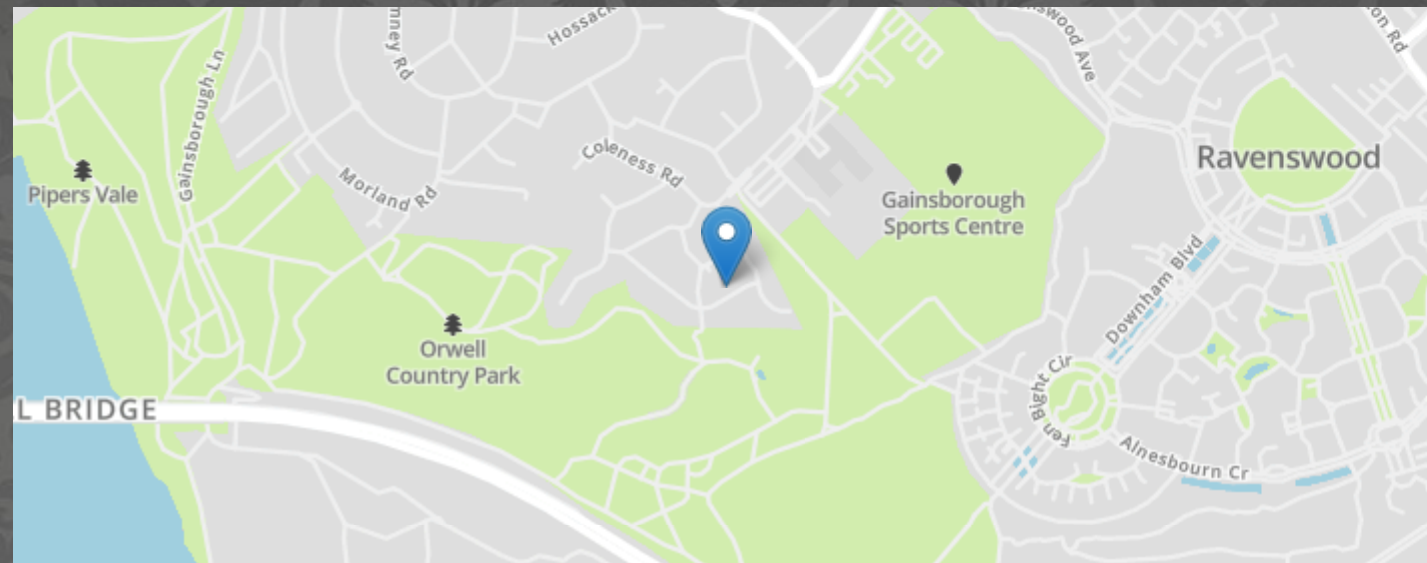 Hossack
Gainsborough Ln
Pipers Vale
Morland Rd
Coleness Rd
Ravenswood
Gainsborough
Sports Centre
Downham Blvd
Orwell
Country Park
Fen Bight Cir
L BRIDGE
Alnesbourn Cr